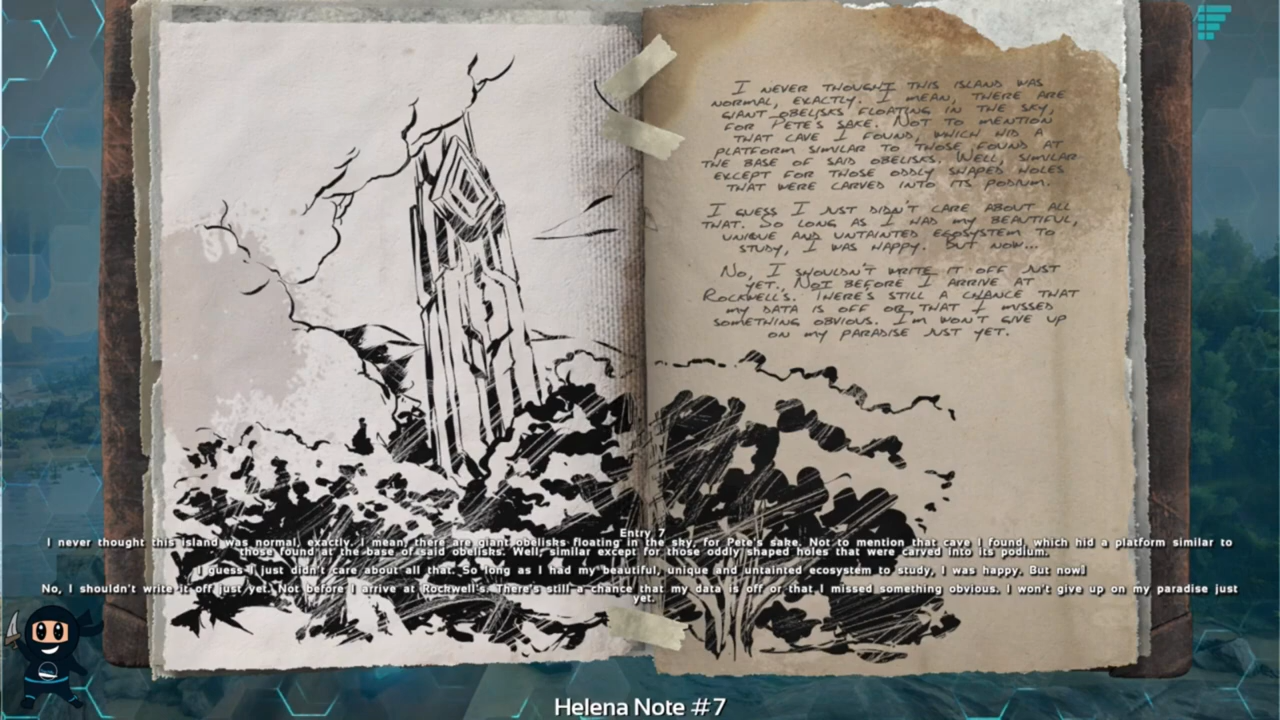 I NEVER THOUGHT THIS ISLAND WAS
NORMAL, EXACTLY. I MEAN, THERE ARE
GIANT OBELISKS FLOATING IN THE SKY,
FOR PETE'S SAKE. NOT TO MENTION
THAT CAVE I FOUND, WHICH HID A
PLATFORM SIMILAR TO THOSE FOUND AT
THE BASE OF SAID OBELISKS. WELL, SIMILAR
EXCEPT FOR THOSE ODDLY SHAPED HOLES
THAT WERE CARVED INTO ITS PODIUM.
I GUESS I JUST DIDN'T CARE ABOUT ALL
THAT. SO LONG AS I HAD MY BEAUTIFUL,
UNIQUE AND UNTAINTED ECOSYSTEM TO
STUDY, I WAS HAPPY. BUT NOW...
NO, I SHOULDN'T WRITE IT OFF JUST
YET. NOT BEFORE I ARRIVE AT
ROCKWELL'S. THERE'S STILL A CHANCE THAT
MY DATA IS OFF OR THAT I MISSED
SOMETHING OBVIOUS. I'M WON'T GIVE UP
ON MY PARADISE JUST YET.
Entry 7
I never thought this island was normal, exactly. I mean, there are giant obelisks floating in the sky, for Pete's sake. Not to mention that cave I found, which hid a platform similar to
those found at the base of said obelisks. Well, similar except for those oddly shaped holes that were carved into its podium.
I guess I just didn't care about all that. So long as I had my beautiful, unique and untainted ecosystem to study, I was happy. But now!
No, I shouldn't write it off just yet. Not before I arrive at Rockwell's. There's still a chance that my data is off or that I missed something obvious. I won't give up on my paradise just
yet.
Helena Note #7